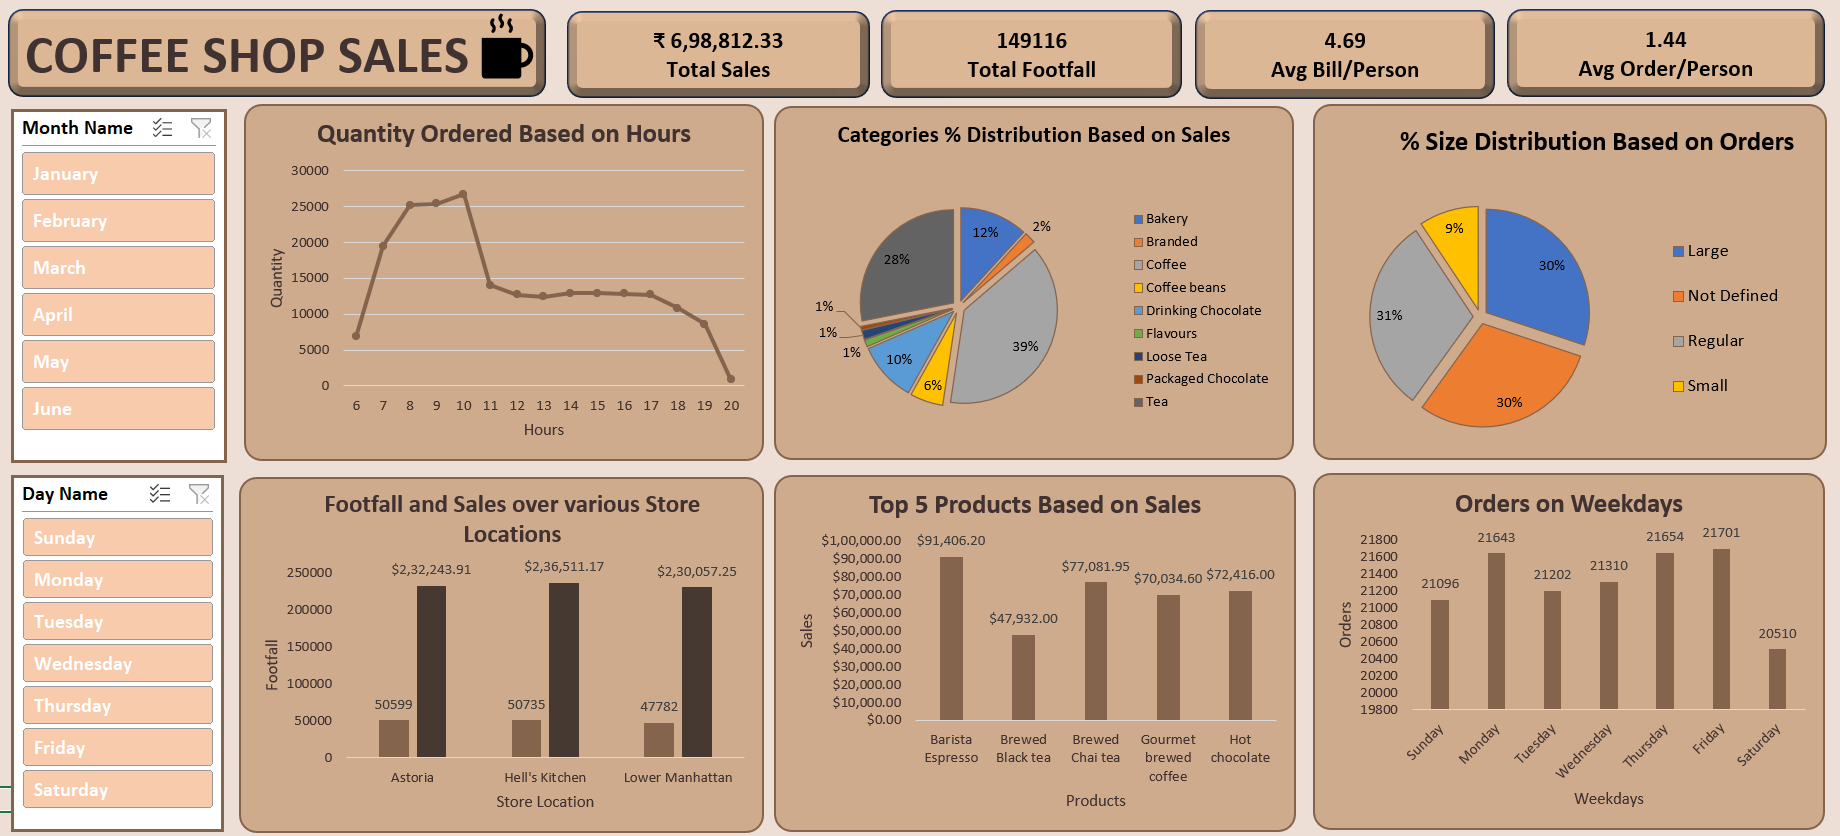 COFFEE SHOP SALES
₹ 6,98,812.33
Total Sales
149116
Total Footfall
4.69
Avg Bill/Person
1.44
Avg Order/Person
Month Name
January
February
March
April
May
June
Quantity Ordered Based on Hours
30000
25000
20000
15000
10000
5000
0
Quantity
6 7 8 9 10 11 12 13 14 15 16 17 18 19 20
Hours
Categories % Distribution Based on Sales
12%
2%
39%
6%
10%
1%
1%
1%
28%
Bakery
Branded
Coffee
Coffee beans
Drinking Chocolate
Flavours
Loose Tea
Packaged Chocolate
Tea
% Size Distribution Based on Orders
30%
30%
31%
9%
Large
Not Defined
Regular
Small
Day Name
Sunday
Monday
Tuesday
Wednesday
Thursday
Friday
Saturday
Footfall and Sales over various Store
Locations
250000
200000
150000
100000
50000
0
Footfall
$2,32,243.91
$2,36,511.17
$2,30,057.25
50599
50735
47782
Astoria
Hell's Kitchen
Lower Manhattan
Store Location
Top 5 Products Based on Sales
$1,00,000.00
$90,000.00
$80,000.00
$70,000.00
$60,000.00
$50,000.00
$40,000.00
$30,000.00
$20,000.00
$10,000.00
$0.00
Sales
$91,406.20
$47,932.00
$77,081.95
$70,034.60
$72,416.00
Barista
Espresso
Brewed
Black tea
Brewed
Chai tea
Gourmet
brewed
coffee
Hot
chocolate
Products
Orders on Weekdays
21800
21600
21400
21200
21000
20800
20600
20400
20200
20000
19800
Orders
21096
21643
21202
21310
21654
21701
20510
Sunday
Monday
Tuesday
Wednesday
Thursday
Friday
Saturday
Weekdays